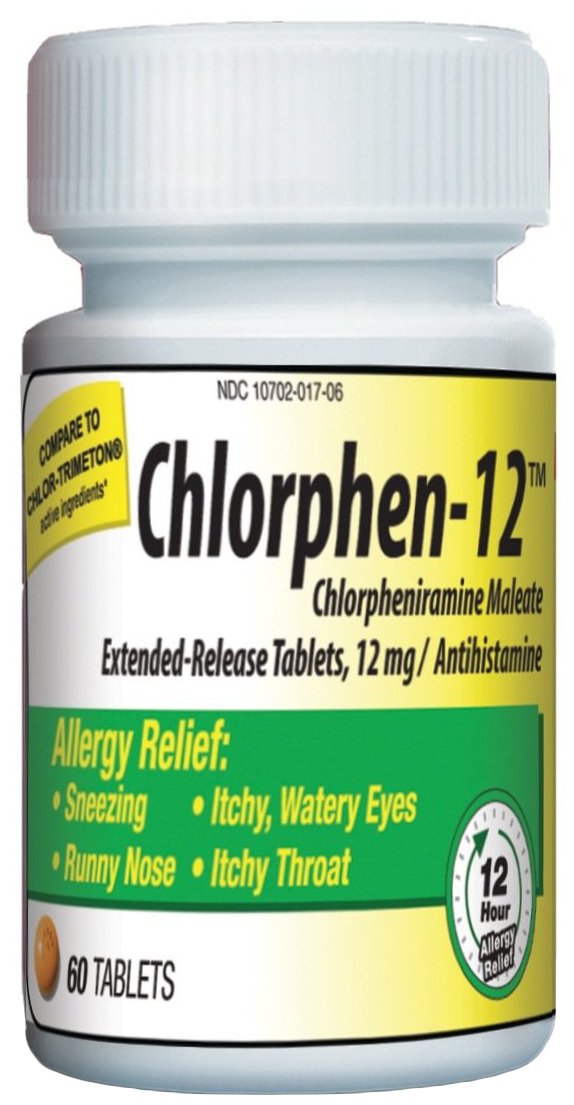 NDC 10702-017-06
COMPARE TO
CHLOR-TRIMETON®
active ingredients*
Chlorphen-12™
Chlorpheniramine Maleate
Extended-Release Tablets, 12 mg / Antihistamine
Allergy Relief:
• Sneezing • Itchy, Watery Eyes
• Runny Nose • Itchy Throat
12
Hour
Allergy
Relief
60 TABLETS